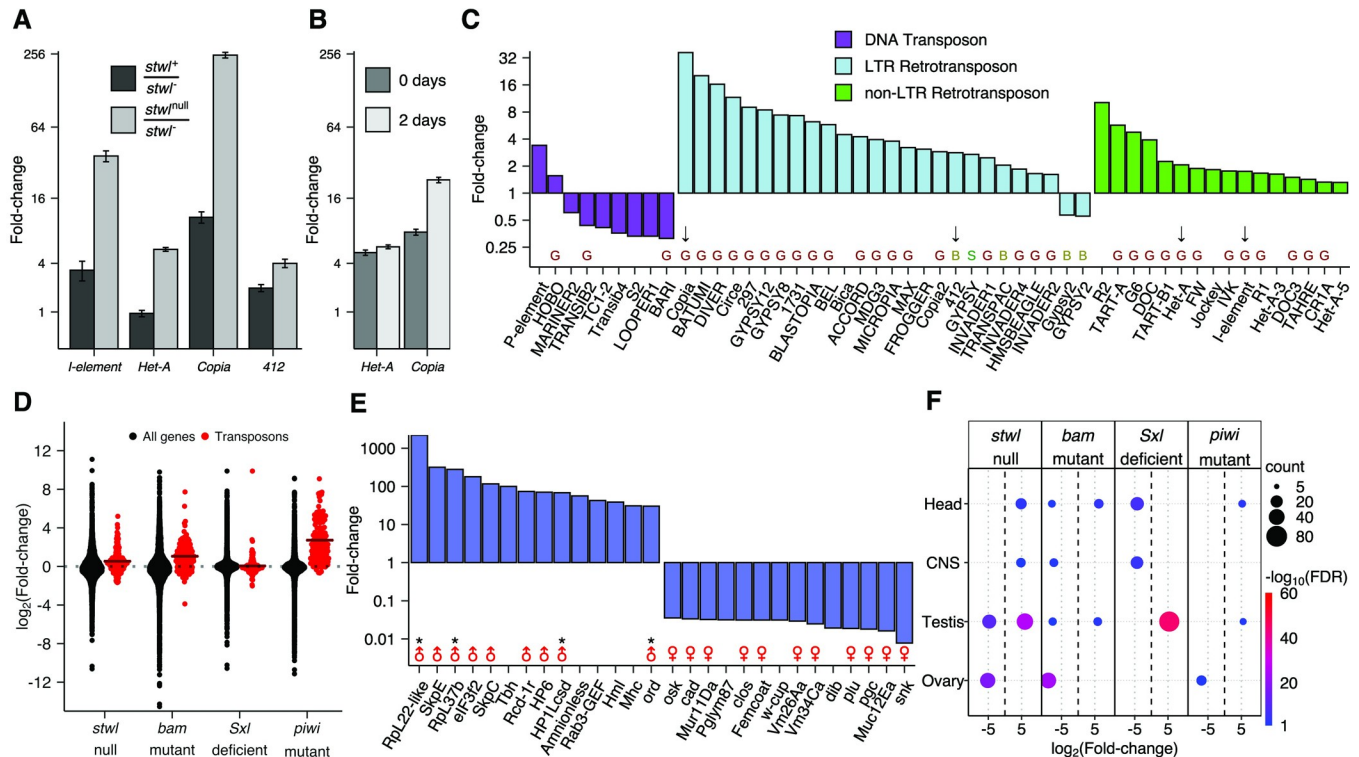 A
Fold-change
256
64
16
4
1
stwl+
stwl-
stwlnull
stwl-
I-element Het-A Copia 412
B
Fold-change
256
64
16
4
1
0 days
2 days
Het-A Copia
C
Fold-change
32
16
8
4
2
1
0.5
0.25
DNA Transposon
LTR Retrotransposon
non-LTR Retrotransposon
↓ ↓ ↓ ↓
G G G G G G G G G G G G G G G G G G G B S G B G G G B B G G G G G G G G G G G
P-element
HOBO
MARINER2
TRANSIB2
TC1-2
Transib4
S2
LOOPER1
BARI
Copia
BATUMI
DIVER
Circe
297
GYPSY12
GYPSY8
1731
BLASTOPIA
BEL
Bica
ACCORD
MDG3
MICROPIA
MAX
FROGGER
Copia2
412
GYPSY
INVADER1
TRANSPAC
INVADER4
HMSBEAGLE
INVADER2
Gypsy2
GYPSY2
R2
TART-A
G6
DOC
TART-B1
Het-A
FW
Jockey
IVK
I-element
R1
Het-A-3
DOC3
TAHRE
CR1A
Het-A-5
D
log2(Fold-change)
12
8
4
0
-4
-8
-12
All genes Transposons
stwl bam Sxl piwi
null mutant deficient mutant
E
Fold-change
1000
100
10
1
0.1
0.01
* * * *
♂ ♂ ♂ ♂ ♂ ♂ ♂ ♂ ♂ ♀ ♀ ♀ ♀ ♀ ♀ ♀ ♀ ♀ ♀ ♀
RpL22-like
SkpE
RpL37b
eIF3f2
SkpC
Tbh
Rcd-1r
HP6
HP1Lcsd
Amnionless
Rab3-GEF
Hml
Mhc
ord
osk
cad
Mur11Da
Pglym87
clos
Femcoat
w-cup
Vm26Aa
Vm34Ca
dib
plu
pgc
Muc12Ea
snk
F
stwl bam Sxl piwi
null mutant deficient mutant
Head
CNS
Testis
Ovary
-5 5 -5 5 -5 5 -5 5
log2(Fold-change)
count
5
20
40
80
-log10(FDR)
60
40
20
1